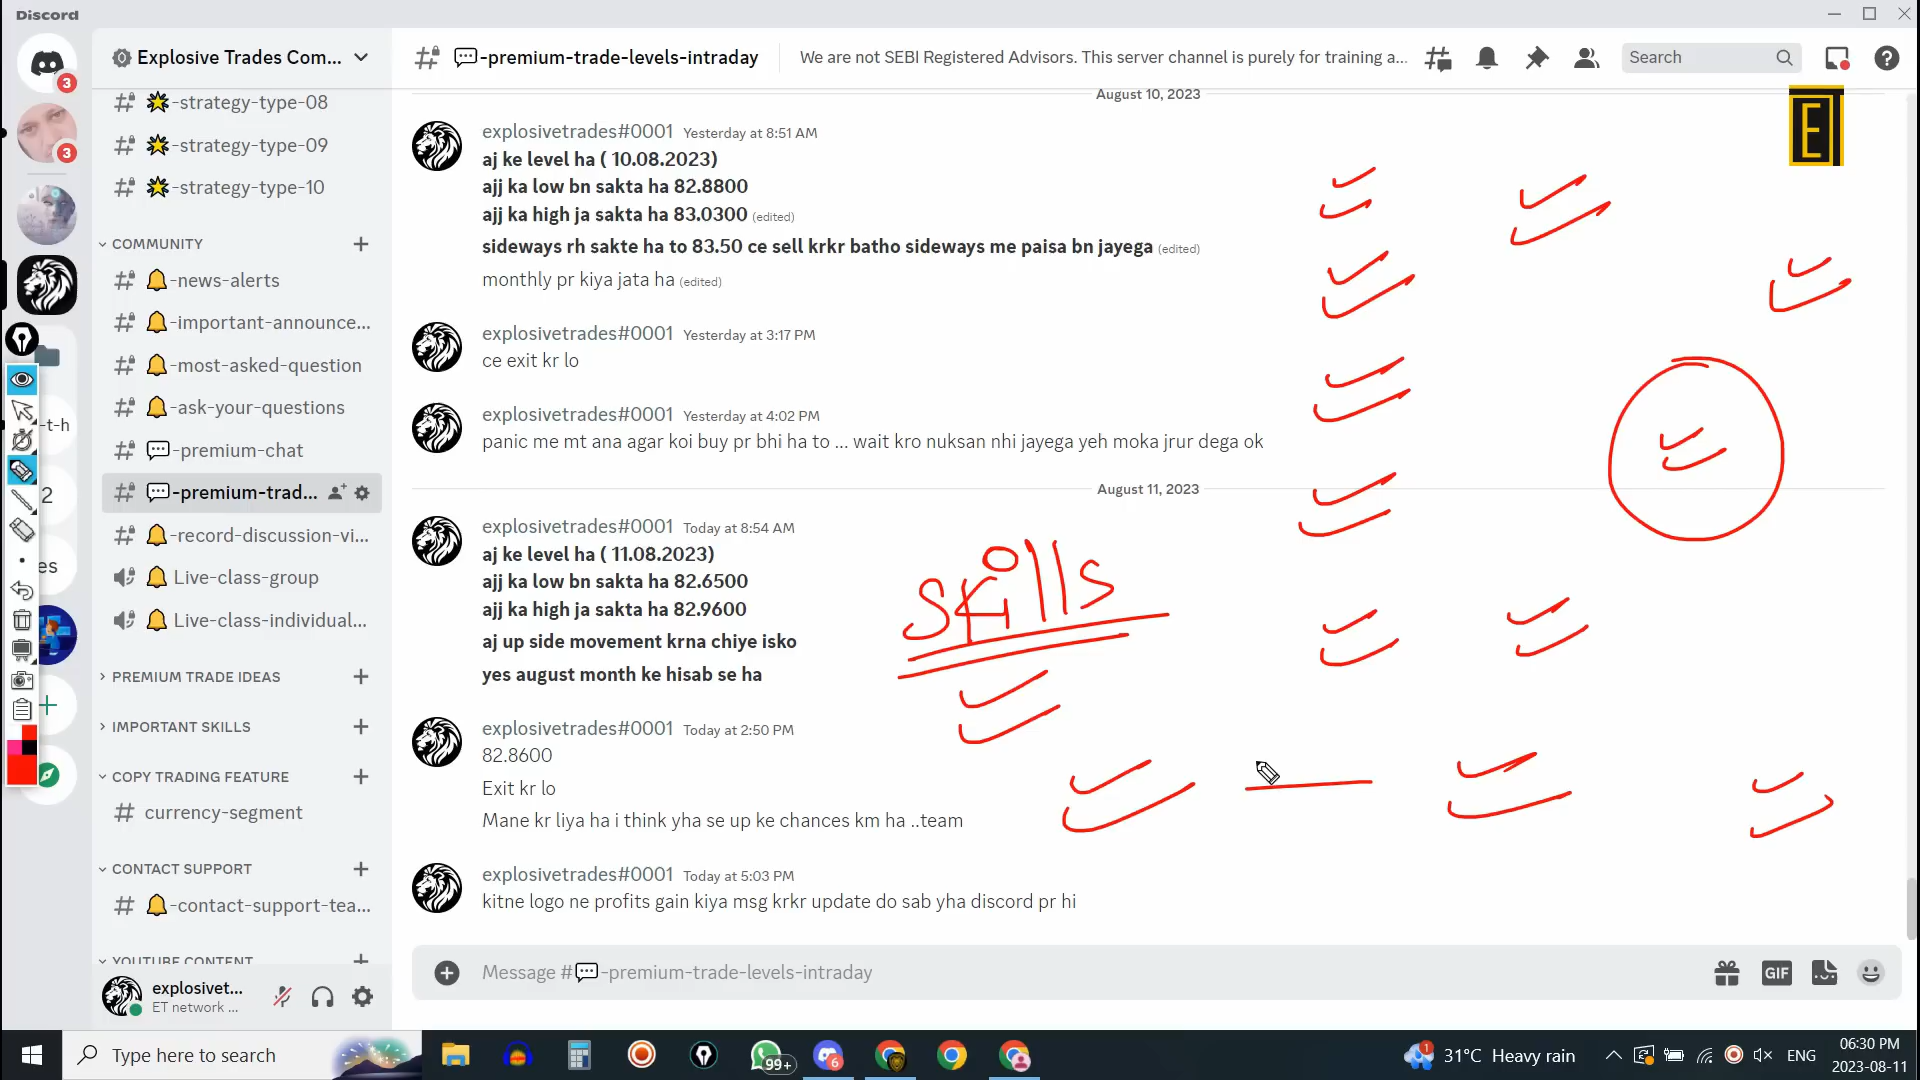 Discord
3
3
Explosive Trades Com...
-premium-trade-levels-intraday
We are not SEBI Registered Advisors. This server channel is purely for training a...
Search
-strategy-type-08
-strategy-type-09
-strategy-type-10
COMMUNITY
-news-alerts
-important-announce...
-most-asked-question
-ask-your-questions
-premium-chat
-premium-trad...
-record-discussion-vi...
Live-class-group
Live-class-individual...
PREMIUM TRADE IDEAS
IMPORTANT SKILLS
COPY TRADING FEATURE
currency-segment
CONTACT SUPPORT
-contact-support-tea...
YOUTUBE CONTENT
explosivet...
ET network ...
-t-h
2
es
August 10, 2023
explosivetrades#0001 Yesterday at 8:51 AM
aj ke level ha ( 10.08.2023)
ajj ka low bn sakta ha 82.8800
ajj ka high ja sakta ha 83.0300 (edited)
sideways rh sakte ha to 83.50 ce sell krkr batho sideways me paisa bn jayega (edited)
monthly pr kiya jata ha (edited)
explosivetrades#0001 Yesterday at 3:17 PM
ce exit kr lo
explosivetrades#0001 Yesterday at 4:02 PM
panic me mt ana agar koi buy pr bhi ha to ... wait kro nuksan nhi jayega yeh moka jrur dega ok
August 11, 2023
explosivetrades#0001 Today at 8:54 AM
aj ke level ha ( 11.08.2023)
ajj ka low bn sakta ha 82.6500
ajj ka high ja sakta ha 82.9600
aj up side movement krna chiye isko
yes august month ke hisab se ha
skills
explosivetrades#0001 Today at 2:50 PM
82.8600
Exit kr lo
Mane kr liya ha i think yha se up ke chances km ha ..team
explosivetrades#0001 Today at 5:03 PM
kitne logo ne profits gain kiya msg krkr update do sab yha discord pr hi
Message #-premium-trade-levels-intraday
GIF
ET
Type here to search
99+
6
1
31°C Heavy rain
ENG
06:30 PM
2023-08-11